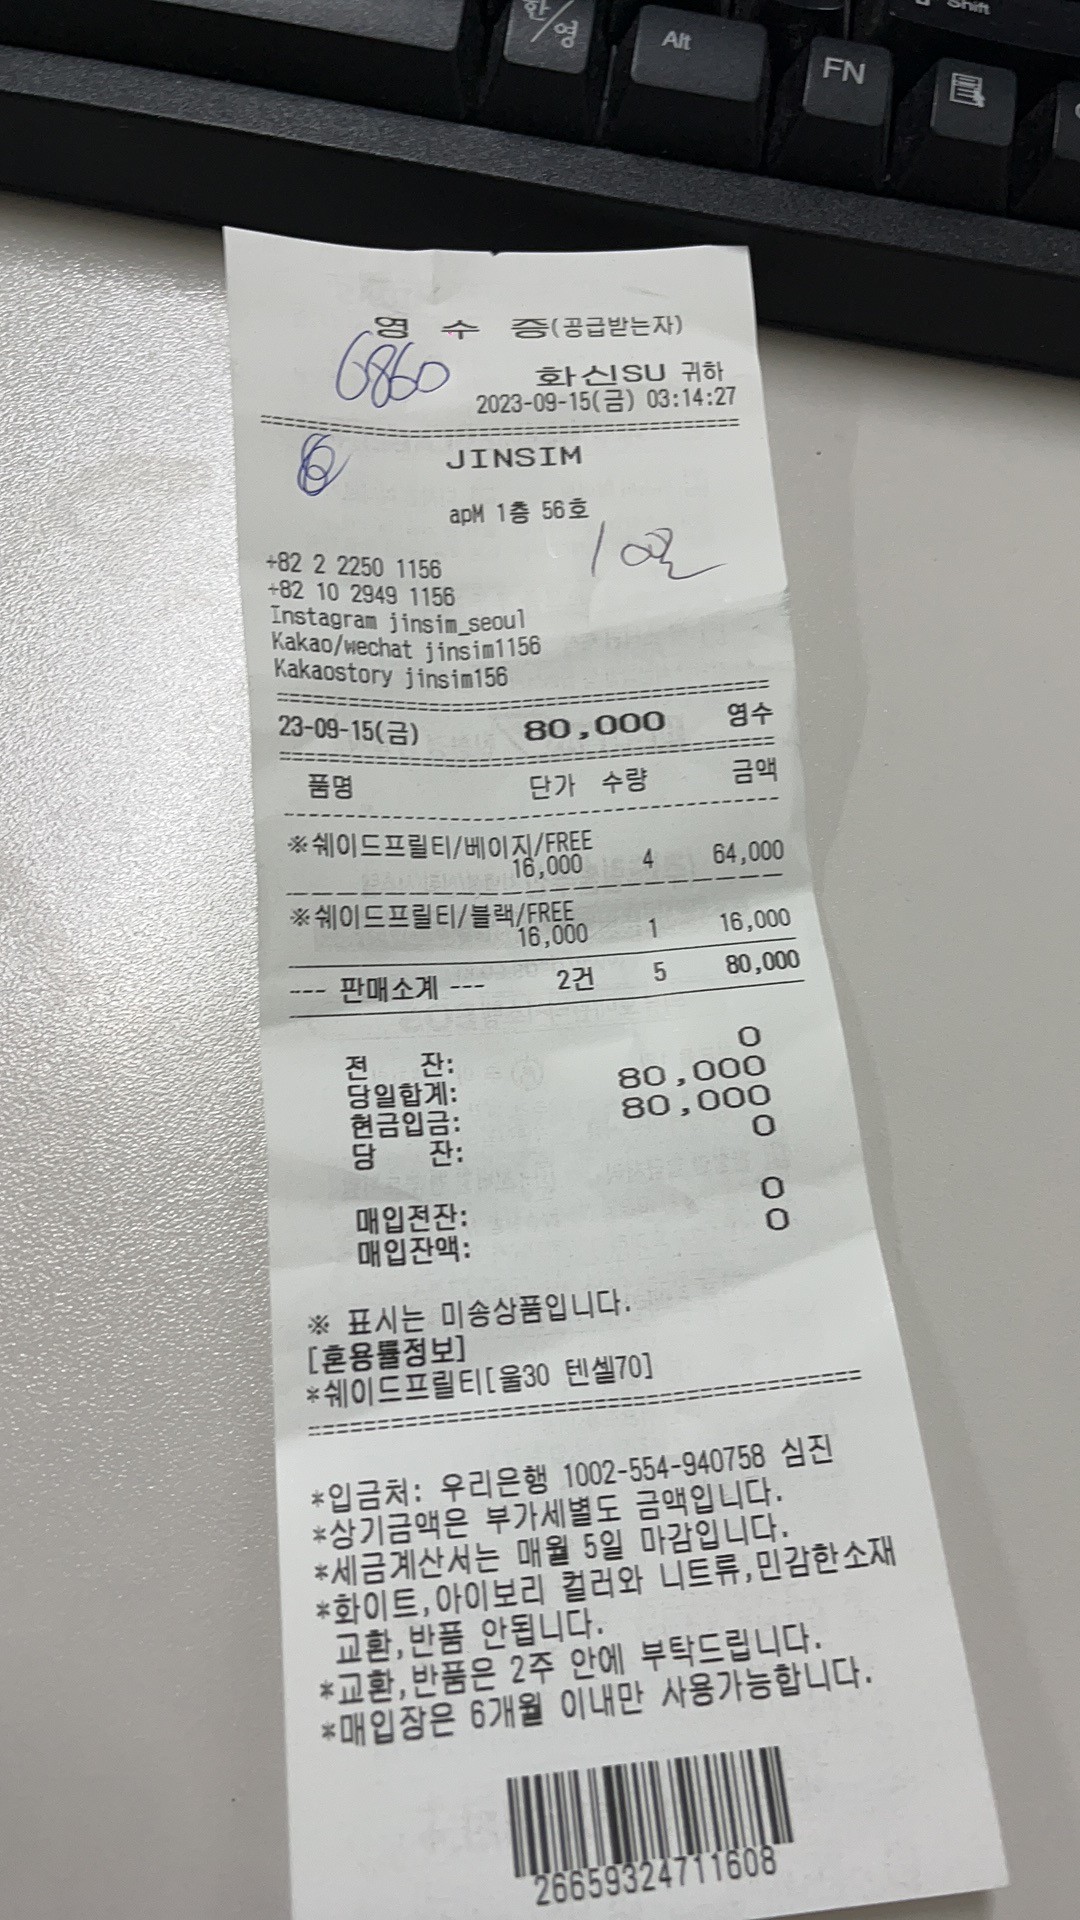 한/영
Alt
FN
Shift
영 수 증(공급받는자)
6860
화신SU 귀하
2023-09-15(금) 03:14:27
JINSIM
apM 1층 56호
+82 2 2250 1156
+82 10 2949 1156
Instagram jinsim_seoul
Kakao/wechat jinsim1156
Kakaostory jinsim156
23-09-15(금) 80,000 영수
품명 단가 수량 금액
※쉐이드프릴티/베이지/FREE
16,000 4 64,000
※쉐이드프릴티/블랙/FREE
16,000 1 16,000
--- 판매소계 --- 2건 5 80,000
전 잔: 0
당일합계: 80,000
현금입금: 80,000
당 잔: 0
매입전잔: 0
매입잔액: 0
※ 표시는 미송상품입니다.
[혼용률정보]
*쉐이드프릴티[울30 텐셀70]
*입금처: 우리은행 1002-554-940758 심진
*상기금액은 부가세별도 금액입니다.
*세금계산서는 매월 5일 마감입니다.
*화이트,아이보리 컬러와 니트류,민감한소재
교환,반품 안됩니다.
*교환,반품은 2주 안에 부탁드립니다.
*매입장은 6개월 이내만 사용가능합니다.
26659324711608